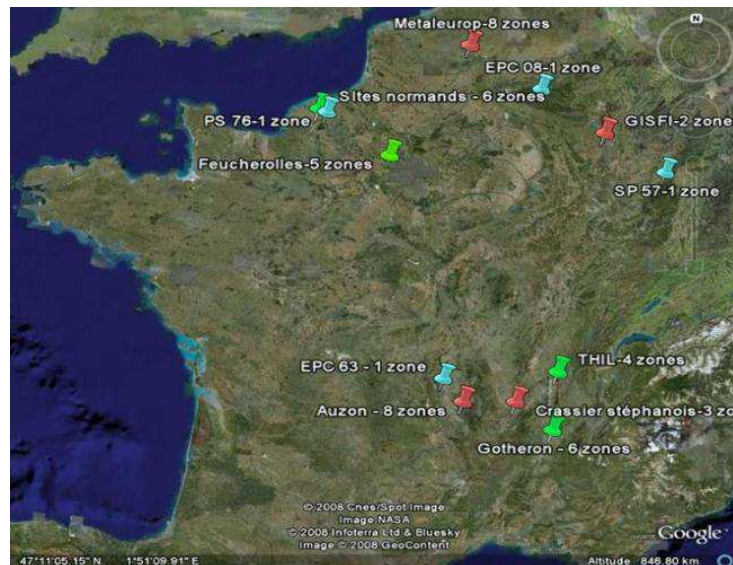 N
Metaleurop-8 zones
EPC 08-1 zone
SItes normands - 6 zones
PS 76-1 zone
GISFI-2 zone
Feucherolles-5 zones
SP 57-1 zone
EPC 63 - 1 zone
THIL-4 zones
Auzon - 8 zones
Crassier stéphanois-3 zo
Gotheron - 6 zones
© 2008 Cnes/Spot Image
Image NASA
© 2008 Infoterra Ltd & Bluesky
Image © 2008 GeoContent
Google
47°11'05.15" N 1°51'09.91" E
Altitude 846.80 km